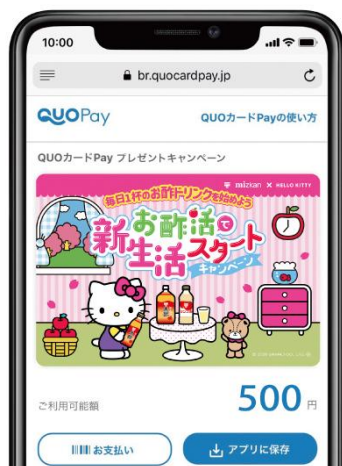 10:00
br.quocardpay.jp
QUO Pay
QUOカードPayの使い方
QUOカードPay プレゼントキャンペーン
mizkan × HELLO KITTY
毎日1杯のお酢ドリンクを始めよう
お酢活で
新生活スタート
キャンペーン
ご利用可能額
500 円
お支払い
アプリに保存